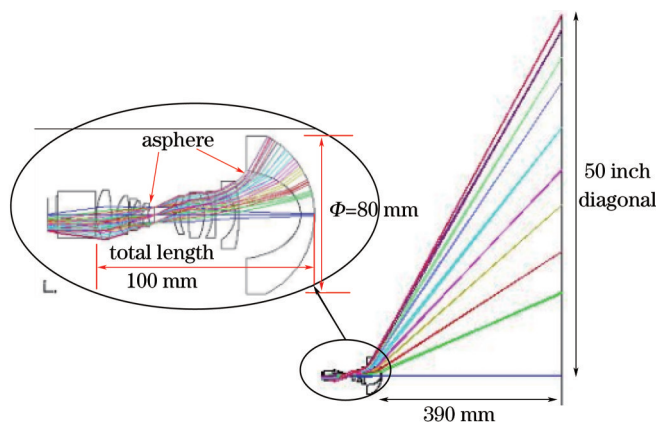 asphere
Φ=80 mm
total length
100 mm
50 inch
diagonal
390 mm